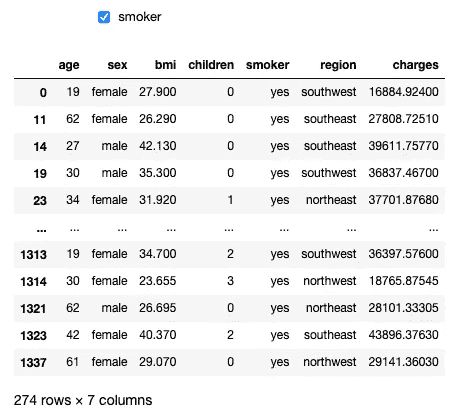 smoker
age sex bmi children smoker region charges
0 19 female 27.900 0 yes southwest 16884.92400
11 62 female 26.290 0 yes southeast 27808.72510
14 27 male 42.130 0 yes southeast 39611.75770
19 30 male 35.300 0 yes southwest 36837.46700
23 34 female 31.920 1 yes northeast 37701.87680
... ... ... ... ... ... ... ...
1313 19 female 34.700 2 yes southwest 36397.57600
1314 30 female 23.655 3 yes northwest 18765.87545
1321 62 male 26.695 0 yes northeast 28101.33305
1323 42 female 40.370 2 yes southeast 43896.37630
1337 61 female 29.070 0 yes northwest 29141.36030
274 rows × 7 columns